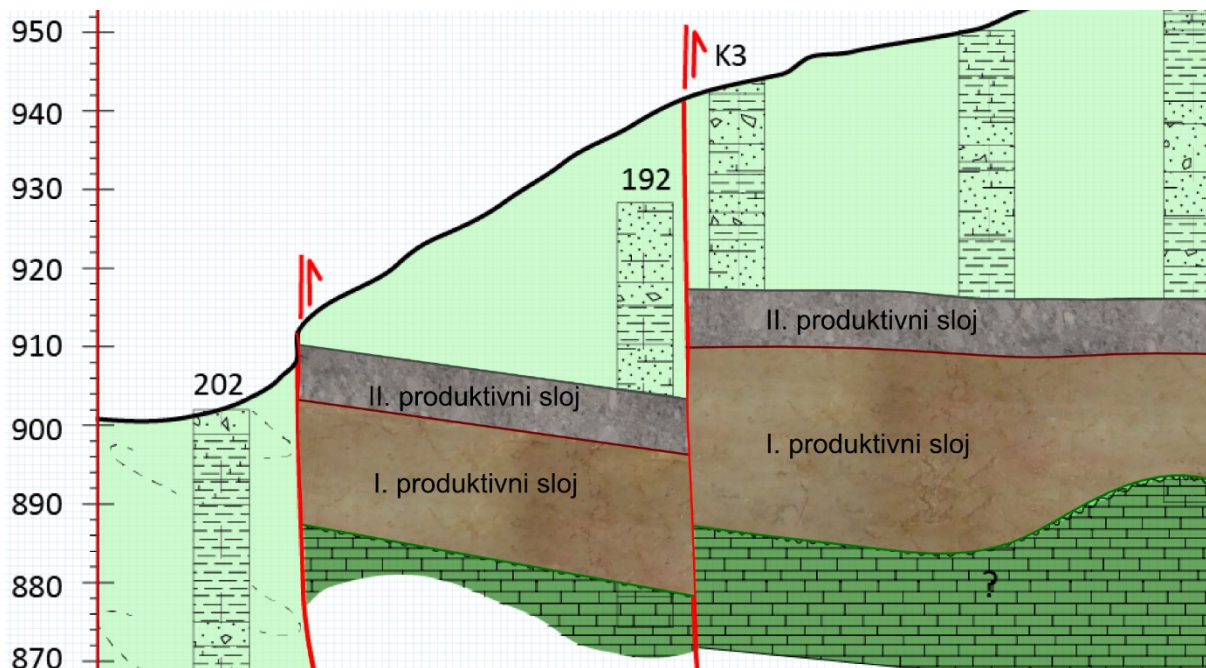 950
940
930
920
910
900
890
880
870
K3
192
202
II. produktivni sloj
II. produktivni sloj
I. produktivni sloj
I. produktivni sloj
?